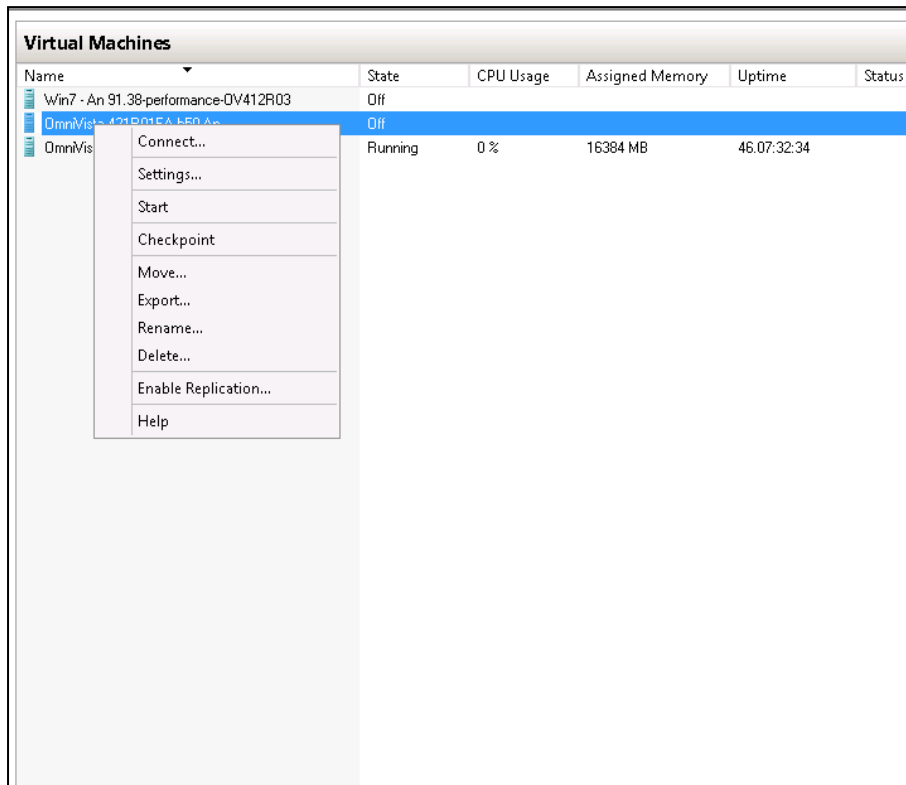 Virtual Machines
Name State CPU Usage Assigned Memory Uptime Status
Win7 - An 91.38-performance-OV412R03 Off
OmniVista Off
OmniVis Running 0 % 16384 MB 46.07:32:34
Connect...
Settings...
Start
Checkpoint
Move...
Export...
Rename...
Delete...
Enable Replication...
Help